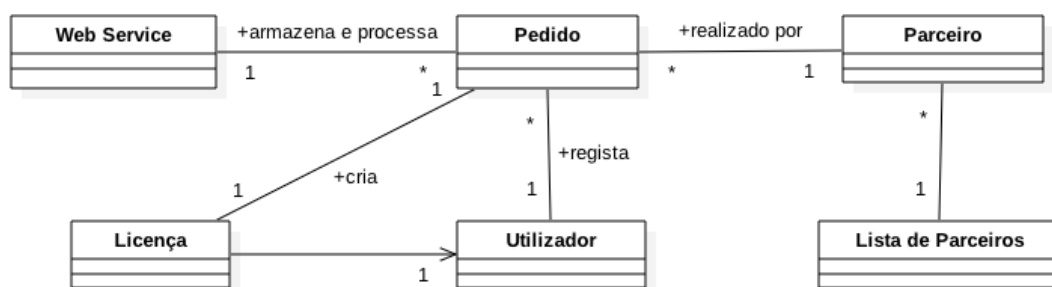 Web Service
+armazena e processa
Pedido
+realizado por
Parceiro
1
*
*
1
1
*
*
+regista
+cria
1
1
1
Licença
Utilizador
Lista de Parceiros
1